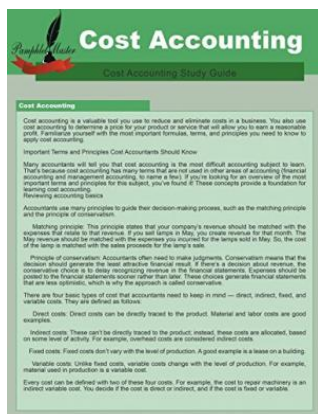 Pamphlet Master
Cost Accounting
Cost Accounting Study Guide
Cost Accounting
Cost accounting is a valuable tool you use to reduce and eliminate costs in a business. You also use
cost accounting to determine a price for your product or service that will allow you to earn a reasonable
profit. Familiarize yourself with the most important formulas, terms, and principles you need to know to
apply cost accounting.
Important Terms and Principles Cost Accountants Should Know
Many accountants will tell you that cost accounting is the most difficult accounting subject to learn.
That's because cost accounting has many terms that are not used in other areas of accounting (financial
accounting and management accounting, to name a few). If you're looking for an overview of the most
important terms and principles for this subject, you've found it! These concepts provide a foundation for
learning cost accounting.
Reviewing accounting basics
Accountants use many principles to guide their decision-making process, such as the matching principle
and the principle of conservatism.
Matching principle: This principle states that your company's revenue should be matched with the
expenses that relate to that revenue. If you sell lamps in May, you create revenue for that month. The
May revenue should be matched with the expenses you incurred for the lamps sold in May. So, the cost
of the lamp is matched with the sales proceeds for the lamp's sale.
Principle of conservatism: Accountants often need to make judgments. Conservatism means that the
decision should generate the least attractive financial result. If there's a decision about revenue, the
conservative choice is to delay recognizing revenue in the financial statements. Expenses should be
posted to the financial statements sooner rather than later. These choices generate financial statements
that are less optimistic, which is why the approach is called conservative.
There are four basic types of cost that accountants need to keep in mind — direct, indirect, fixed, and
variable costs. They are defined as follows:
Direct costs: Direct costs can be directly traced to the product. Material and labor costs are good
examples.
Indirect costs: These can't be directly traced to the product; instead, these costs are allocated, based
on some level of activity. For example, overhead costs are considered indirect costs.
Fixed costs: Fixed costs don't vary with the level of production. A good example is a lease on a building.
Variable costs: Unlike fixed costs, variable costs change with the level of production. For example,
material used in production is a variable cost.
Every cost can be defined with two of these four costs. For example, the cost to repair machinery is an
indirect variable cost. You decide if the cost is direct or indirect, and if the cost is fixed or variable.